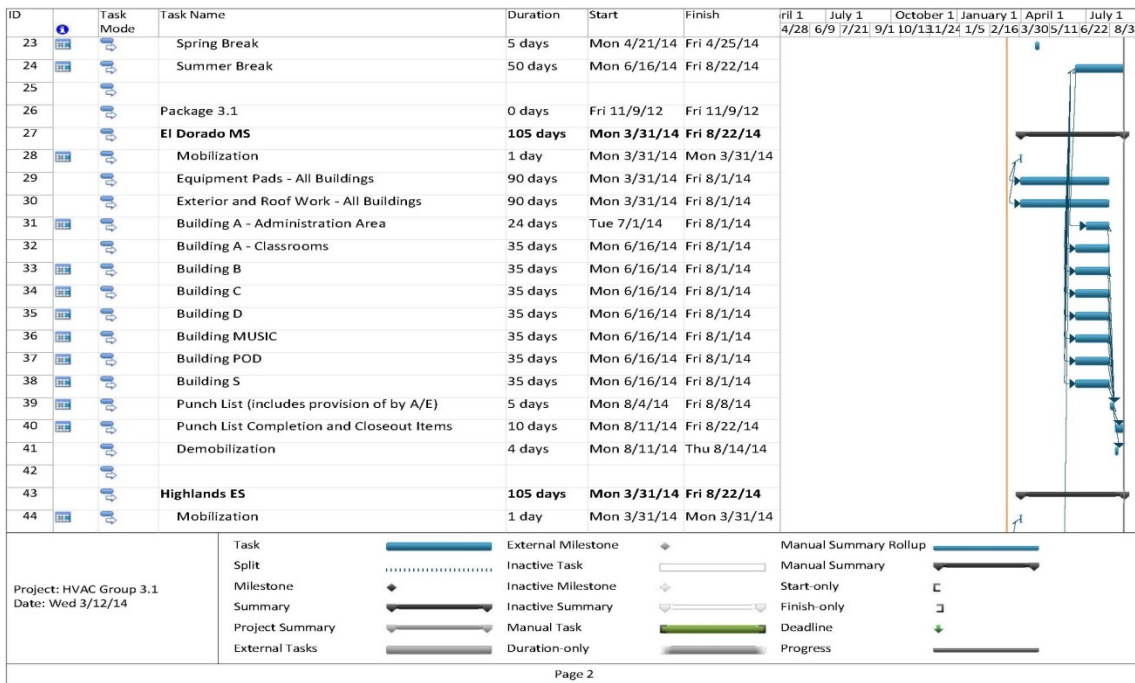 ID Task Mode Task Name Duration Start Finish ril 1 July 1 October 1 January 1 April 1 July 1
4/28 6/9 7/21 9/1 10/13 11/24 1/5 2/16 3/30 5/11 6/22 8/3
23 Spring Break 5 days Mon 4/21/14 Fri 4/25/14
24 Summer Break 50 days Mon 6/16/14 Fri 8/22/14
25
26 Package 3.1 0 days Fri 11/9/12 Fri 11/9/12
27 El Dorado MS 105 days Mon 3/31/14 Fri 8/22/14
28 Mobilization 1 day Mon 3/31/14 Mon 3/31/14
29 Equipment Pads - All Buildings 90 days Mon 3/31/14 Fri 8/1/14
30 Exterior and Roof Work - All Buildings 90 days Mon 3/31/14 Fri 8/1/14
31 Building A - Administration Area 24 days Tue 7/1/14 Fri 8/1/14
32 Building A - Classrooms 35 days Mon 6/16/14 Fri 8/1/14
33 Building B 35 days Mon 6/16/14 Fri 8/1/14
34 Building C 35 days Mon 6/16/14 Fri 8/1/14
35 Building D 35 days Mon 6/16/14 Fri 8/1/14
36 Building MUSIC 35 days Mon 6/16/14 Fri 8/1/14
37 Building POD 35 days Mon 6/16/14 Fri 8/1/14
38 Building S 35 days Mon 6/16/14 Fri 8/1/14
39 Punch List (includes provision of by A/E) 5 days Mon 8/4/14 Fri 8/8/14
40 Punch List Completion and Closeout Items 10 days Mon 8/11/14 Fri 8/22/14
41 Demobilization 4 days Mon 8/11/14 Thu 8/14/14
42
43 Highlands ES 105 days Mon 3/31/14 Fri 8/22/14
44 Mobilization 1 day Mon 3/31/14 Mon 3/31/14
Project: HVAC Group 3.1
Date: Wed 3/12/14
Task External Milestone Manual Summary Rollup
Split Inactive Task Manual Summary
Milestone Inactive Milestone Start-only
Summary Inactive Summary Finish-only
Project Summary Manual Task Deadline
External Tasks Duration-only Progress
Page 2